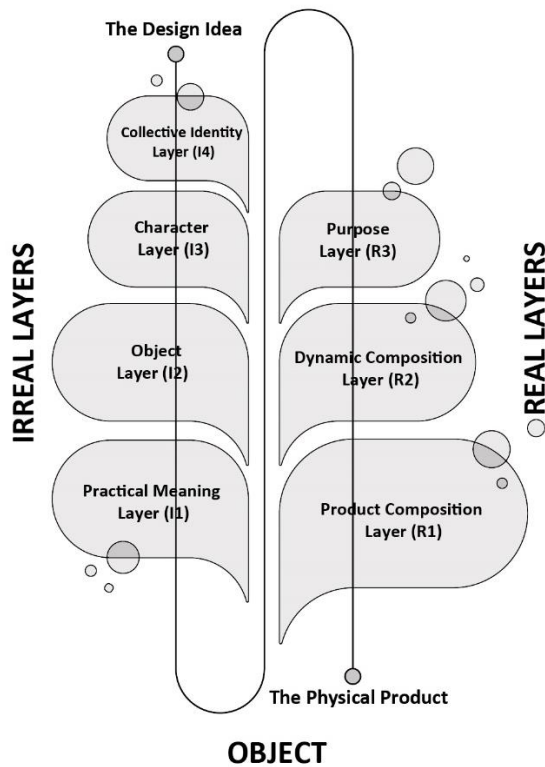 The Design Idea
Collective Identity
Layer (I4)
Character
Layer (I3)
Object
Layer (I2)
Practical Meaning
Layer (I1)
IRREAL LAYERS
Purpose
Layer (R3)
Dynamic Composition
Layer (R2)
Product Composition
Layer (R1)
REAL LAYERS
The Physical Product
OBJECT